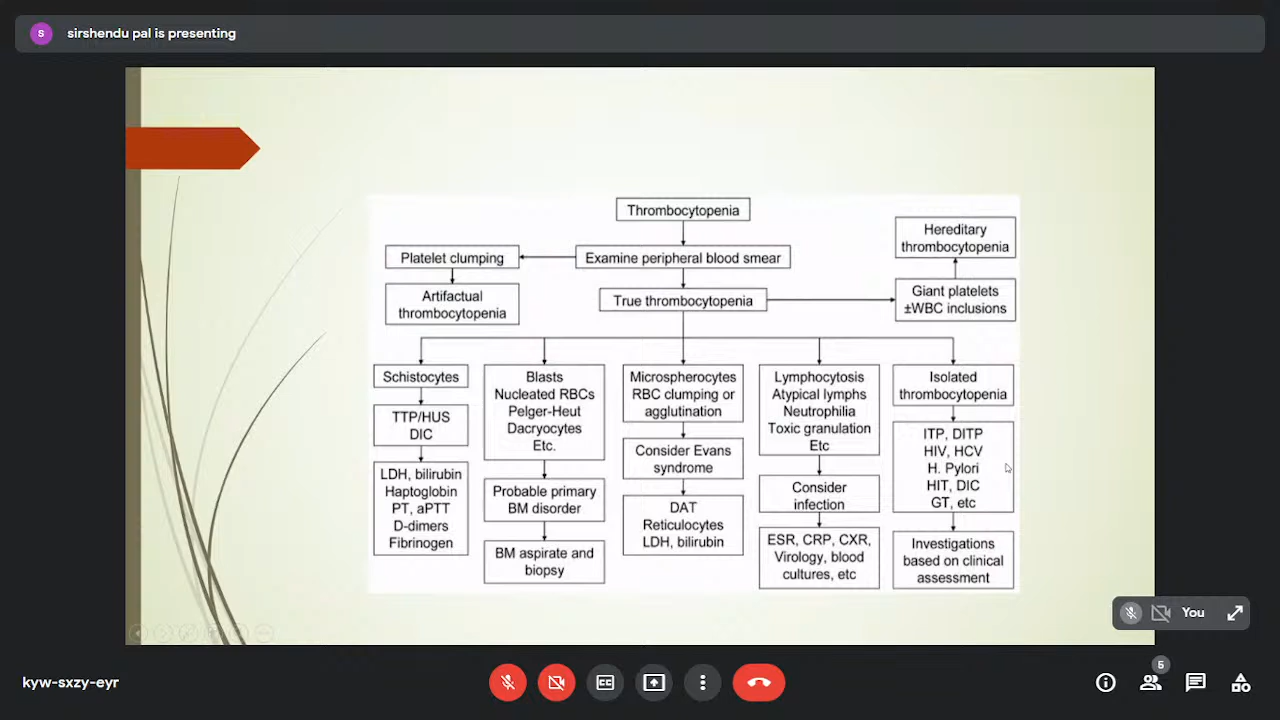 S
sirshendu pal is presenting
Thrombocytopenia
Examine peripheral blood smear
Platelet clumping
Artifactual
thrombocytopenia
True thrombocytopenia
Hereditary
thrombocytopenia
Giant platelets
±WBC inclusions
Schistocytes
TTP/HUS
DIC
LDH, bilirubin
Haptoglobin
PT, aPTT
D-dimers
Fibrinogen
Blasts
Nucleated RBCs
Pelger-Heut
Dacryocytes
Etc.
Probable primary
BM disorder
BM aspirate and
biopsy
Microspherocytes
RBC clumping or
agglutination
Consider Evans
syndrome
DAT
Reticulocytes
LDH, bilirubin
Lymphocytosis
Atypical lymphs
Neutrophilia
Toxic granulation
Etc
Consider
infection
ESR, CRP, CXR,
Virology, blood
cultures, etc
Isolated
thrombocytopenia
ITP, DITP
HIV, HCV
H. Pylori
HIT, DIC
GT, etc
Investigations
based on clinical
assessment
You
kyw-sxzy-eyr
CC
5